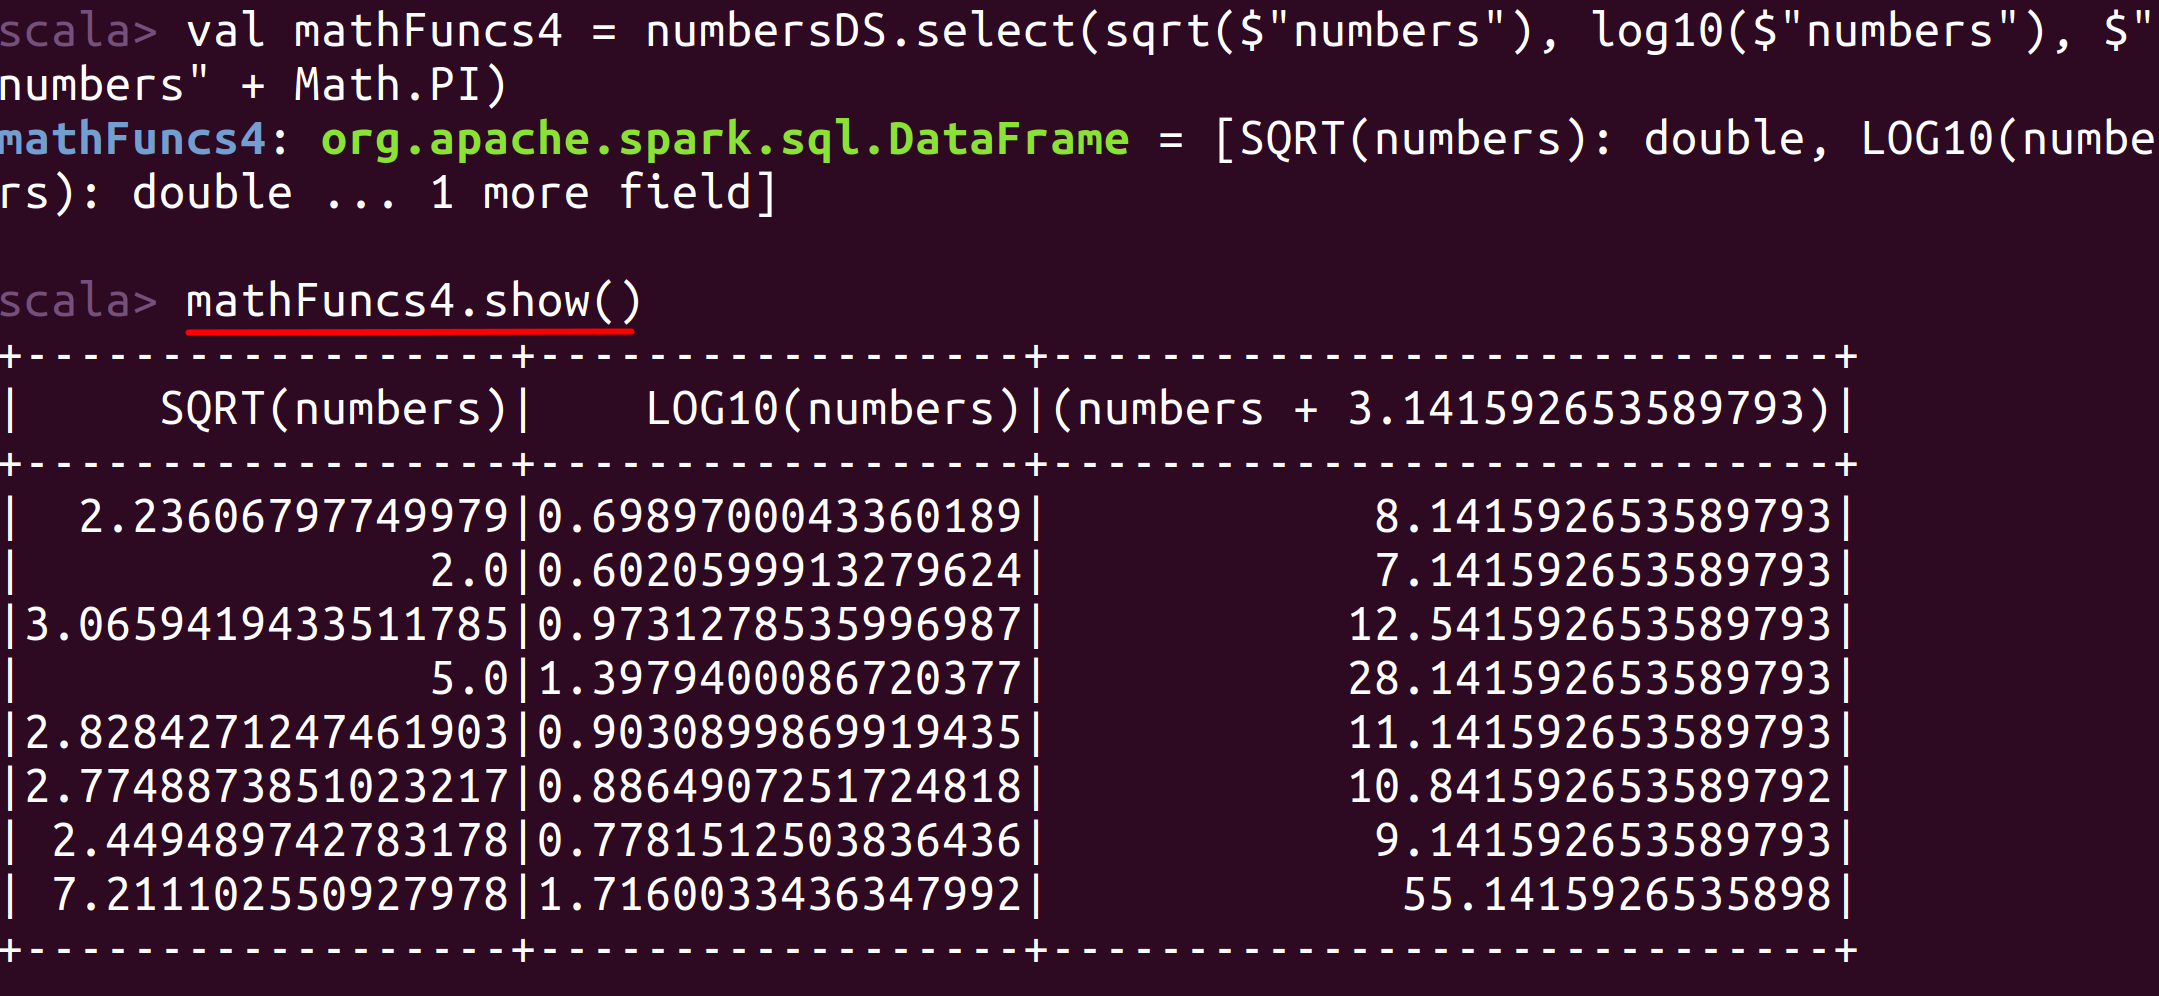 scala> val mathFuncs4 = numbersDS.select(sqrt($"numbers"), log10($"numbers"), $"
numbers" + Math.PI)
mathFuncs4: org.apache.spark.sql.DataFrame = [SQRT(numbers): double, LOG10(numbe
rs): double ... 1 more field]
scala> mathFuncs4.show()
+------------------+------------------+-----------------------------+
|     SQRT(numbers)|    LOG10(numbers)|(numbers + 3.141592653589793)|
+------------------+------------------+-----------------------------+
|  2.23606797749979|0.6989700043360189|            8.141592653589793|
|               2.0|0.6020599913279624|            7.141592653589793|
|3.0659419433511785|0.9731278535996987|           12.541592653589793|
|               5.0|1.3979400086720377|           28.141592653589793|
|2.8284271247461903|0.9030899869919435|           11.141592653589793|
|2.7748873851023217|0.8864907251724818|           10.841592653589792|
| 2.449489742783178|0.7781512503836436|            9.141592653589793|
| 7.211102550927978|1.7160033436347992|             55.1415926535898|
+------------------+------------------+-----------------------------+